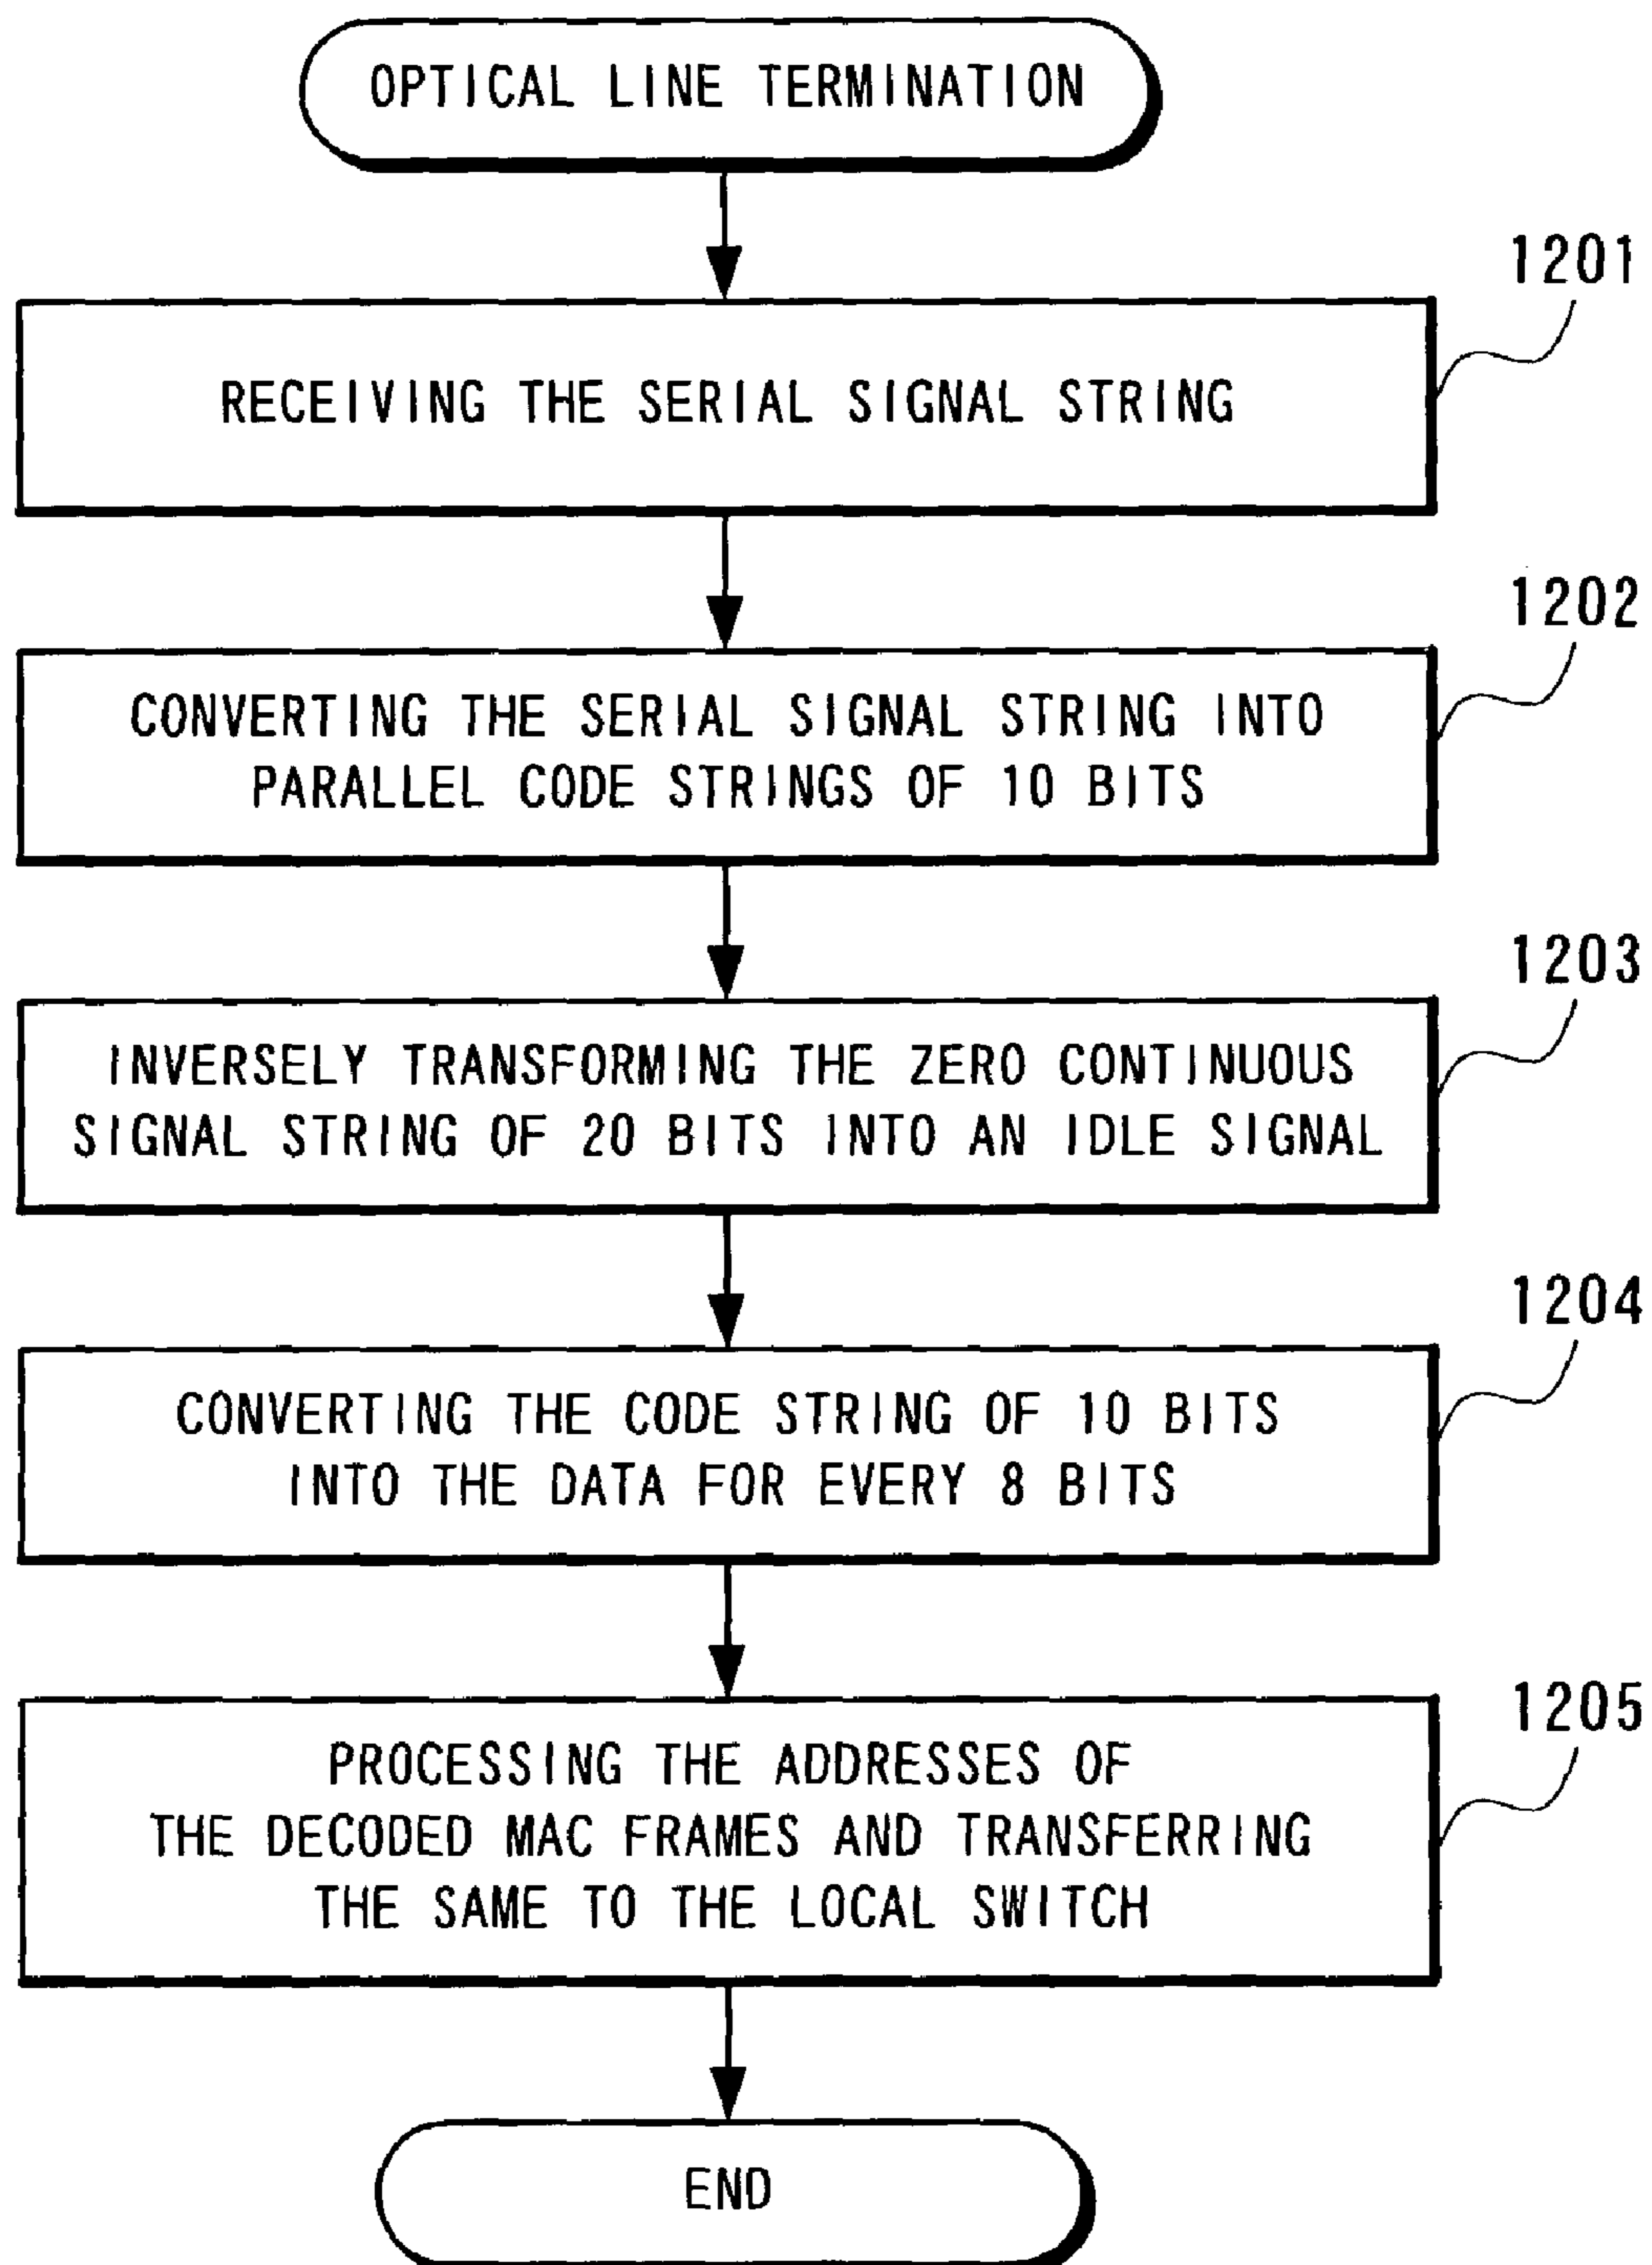 OPTICAL LINE TERMINATION
1201
RECEIVING THE SERIAL SIGNAL STRING
1202
CONVERTING THE SERIAL SIGNAL STRING INTO
PARALLEL CODE STRINGS OF 10 BITS
1203
INVERSELY TRANSFORMING THE ZERO CONTINUOUS
SIGNAL STRING OF 20 BITS INTO AN IDLE SIGNAL
1204
CONVERTING THE CODE STRING OF 10 BITS
INTO THE DATA FOR EVERY 8 BITS
1205
PROCESSING THE ADDRESSES OF
THE DECODED MAC FRAMES AND TRANSFERRING
THE SAME TO THE LOCAL SWITCH
END